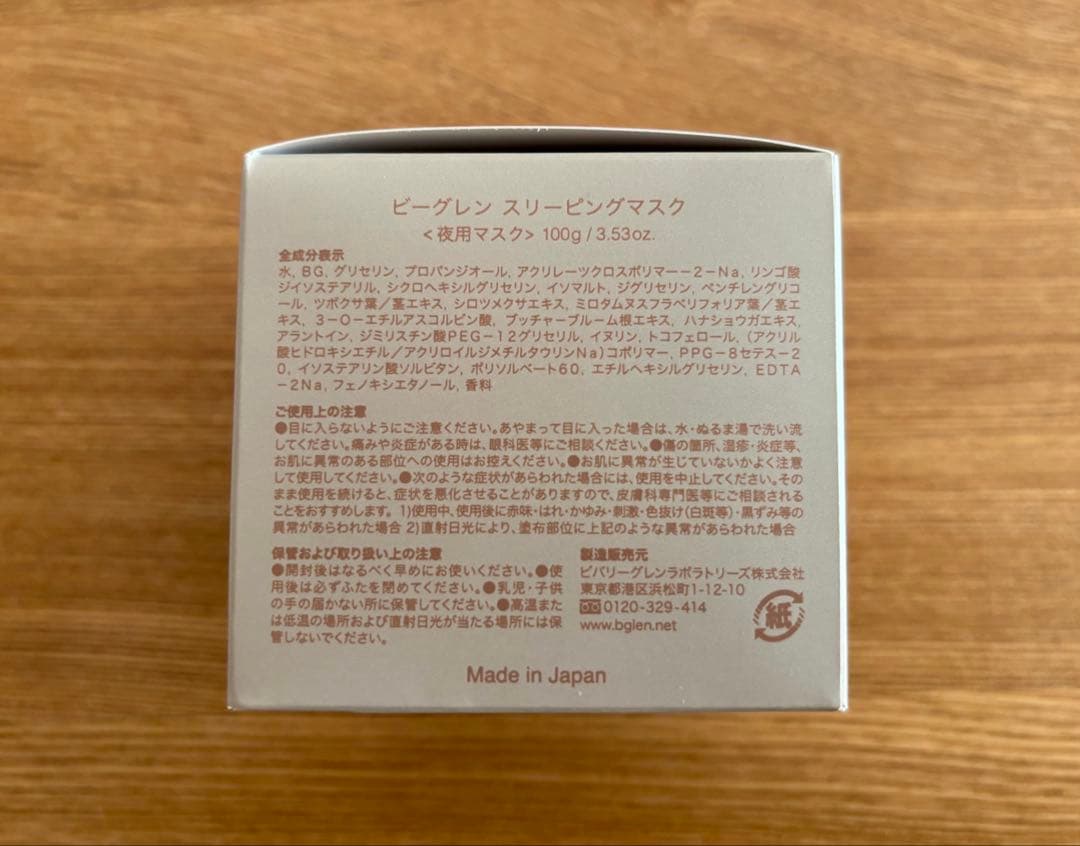 ビーグレン スリーピングマスク
<夜用マスク> 100g / 3.53oz.
全成分表示
水, BG, グリセリン, プロパンジオール, アクリレーツクロスポリマー－2－Na, リンゴ酸
ジイソステアリル, シクロヘキシルグリセリン, イソマルト, ジグリセリン, ペンチレングリコ
ール, ツボクサ葉／茎エキス, シロツメクサエキス, ミロタムヌスフラベリフォリア葉／茎エ
キス, 3－O－エチルアスコルビン酸, ブッチャーブルーム根エキス, ハナショウガエキス,
アラントイン, ジミリスチン酸PEG－12グリセリル, イヌリン, トコフェロール, (アクリル
酸ヒドロキシエチル／アクリロイルジメチルタウリンNa)コポリマー, PPG－8セテス－2
0, イソステアリン酸ソルビタン, ポリソルベート60, エチルヘキシルグリセリン, EDTA
－2Na, フェノキシエタノール, 香料
ご使用上の注意
●目に入らないようにご注意ください。あやまって目に入った場合は、水・ぬるま湯で洗い流
してください。痛みや炎症がある時は、眼科医等にご相談ください。●傷の箇所、湿疹・炎症等、
お肌に異常のある部位への使用はお控えください。●お肌に異常が生じていないかよく注意
して使用してください。●次のような症状があらわれた場合には、使用を中止してください。その
まま使用を続けると、症状を悪化させることがありますので、皮膚科専門医等にご相談される
ことをおすすめします。 1)使用中、使用後に赤味・はれ・かゆみ・刺激・色抜け(白斑等)・黒ずみ等の
異常があらわれた場合 2)直射日光により、塗布部位に上記のような異常があらわれた場合
保管および取り扱い上の注意
●開封後はなるべく早めにお使いください。●使
用後は必ずふたを閉めてください。●乳児・子供
の手の届かない所に保管してください。●高温また
は低温の場所および直射日光が当たる場所には保
管しないでください。
製造販売元
ビバリーグレンラボラトリーズ株式会社
東京都港区浜松町1-12-10
0120-329-414
www.bglen.net
紙
Made in Japan